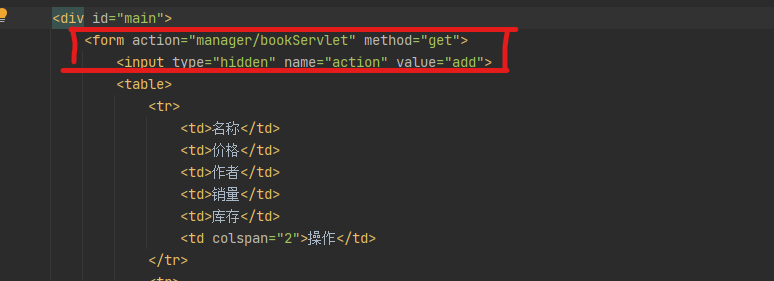 <div id="main">
<form action="manager/bookServlet" method="get">
<input type="hidden" name="action" value="add">
<table>
<tr>
<td>名称</td>
<td>价格</td>
<td>作者</td>
<td>销量</td>
<td>库存</td>
<td colspan="2">操作</td>
</tr>
<tr>